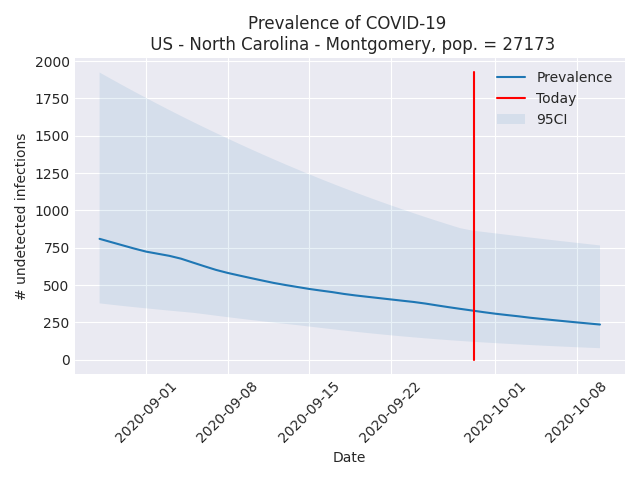 Prevalence of COVID-19
US - North Carolina - Montgomery, pop. = 27173
# undetected infections
2000
1750
1500
1250
1000
750
500
250
0
Prevalence
Today
95CI
2020-09-01
2020-09-08
2020-09-15
2020-09-22
2020-10-01
2020-10-08
Date